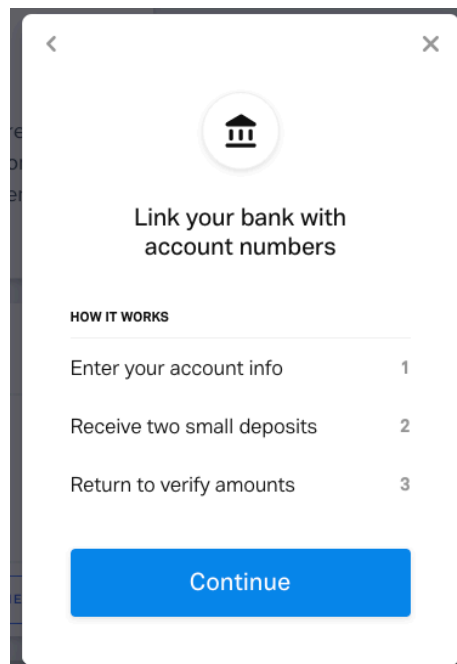 Link your bank with
account numbers
HOW IT WORKS
Enter your account info 1
Receive two small deposits 2
Return to verify amounts 3
Continue